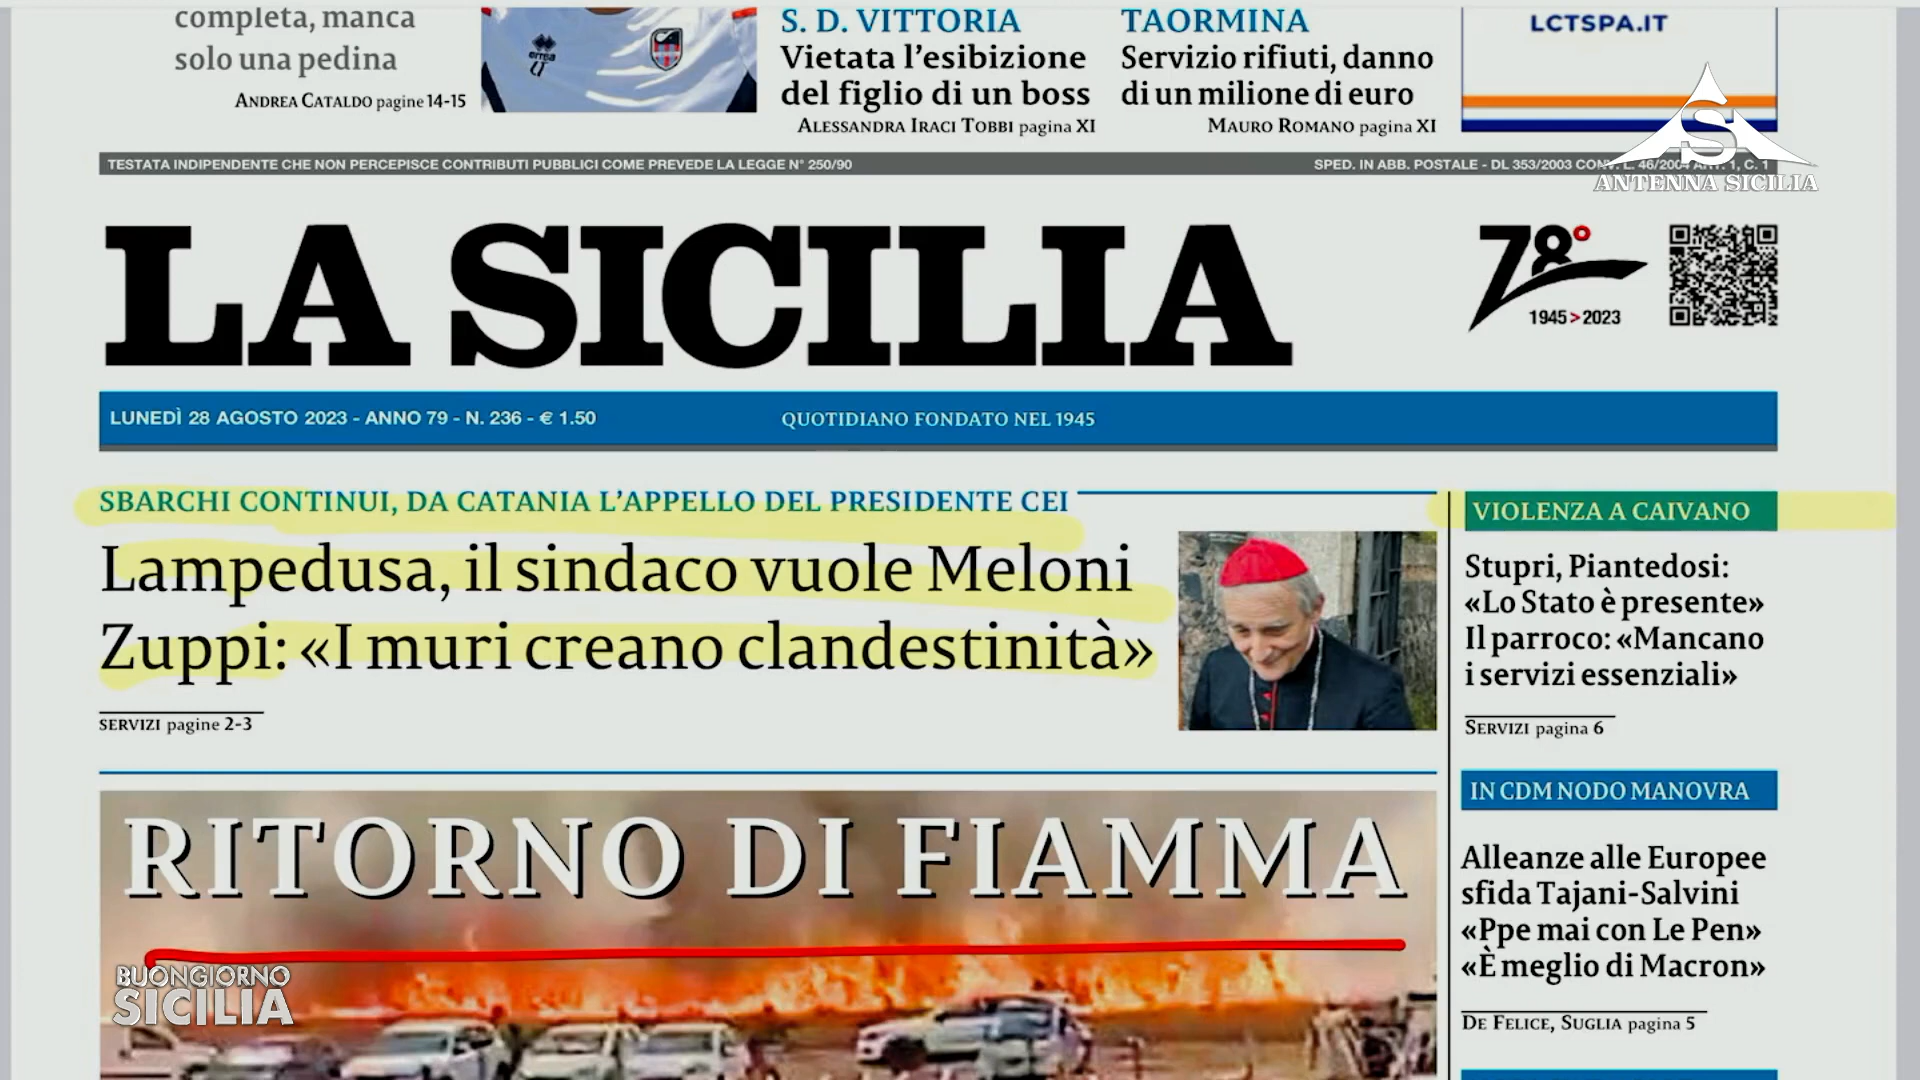 completa, manca
solo una pedina
ANDREA CATALDO pagine 14-15
errea
S. D. VITTORIA
Vietata l'esibizione
del figlio di un boss
ALESSANDRA IRACI TOBBI pagina XI
TAORMINA
Servizio rifiuti, danno
di un milione di euro
MAURO ROMANO pagina XI
LCTSPA.IT
S
ANTENNA SICILIA
TESTATA INDIPENDENTE CHE NON PERCEPISCE CONTRIBUTI PUBBLICI COME PREVEDE LA LEGGE N° 250/90
SPED. IN ABB. POSTALE - DL 353/2003 CONV. L. 46/2004 ART. 1, C. 1
LA SICILIA
78°
1945>2023
LUNEDÌ 28 AGOSTO 2023 - ANNO 79 - N. 236 - € 1.50
QUOTIDIANO FONDATO NEL 1945
SBARCHI CONTINUI, DA CATANIA L'APPELLO DEL PRESIDENTE CEI
Lampedusa, il sindaco vuole Meloni
Zuppi: «I muri creano clandestinità»
SERVIZI pagine 2-3
VIOLENZA A CAIVANO
Stupri, Piantedosi:
«Lo Stato è presente»
Il parroco: «Mancano
i servizi essenziali»
SERVIZI pagina 6
IN CDM NODO MANOVRA
Alleanze alle Europee
sfida Tajani-Salvini
«Ppe mai con Le Pen»
«È meglio di Macron»
DE FELICE, SUGLIA pagina 5
RITORNO DI FIAMMA
BUONGIORNO
SICILIA